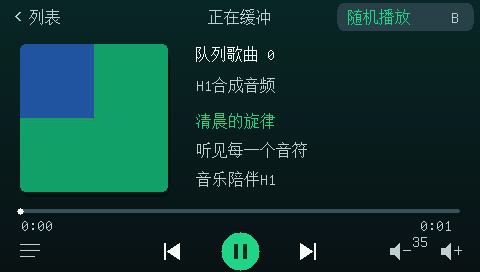 列表
正在缓冲
随机播放 B
队列歌曲 0
H1合成音频
清晨的旋律
听见每一个音符
音乐陪伴H1
0:00 0:01
35